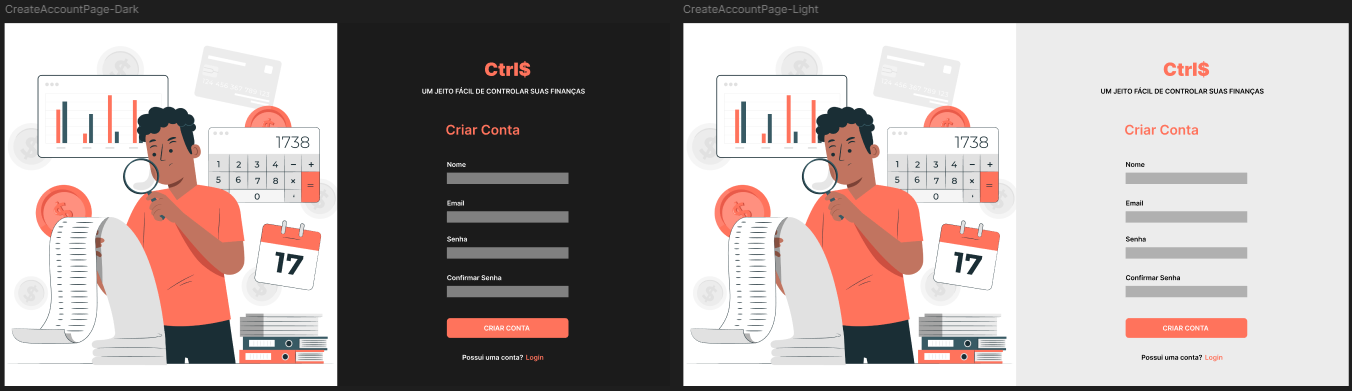 CreateAccountPage-Dark
Ctrl$
UM JEITO FÁCIL DE CONTROLAR SUAS FINANÇAS
Criar Conta
Nome
Email
Senha
Confirmar Senha
CRIAR CONTA
Possui uma conta? Login
1738
1 2 3 4 − +
5 6 7 8 × =
0 ,
17
CreateAccountPage-Light
Ctrl$
UM JEITO FÁCIL DE CONTROLAR SUAS FINANÇAS
Criar Conta
Nome
Email
Senha
Confirmar Senha
CRIAR CONTA
Possui uma conta? Login
1738
1 2 3 4 − +
5 6 7 8 × =
0 ,
17